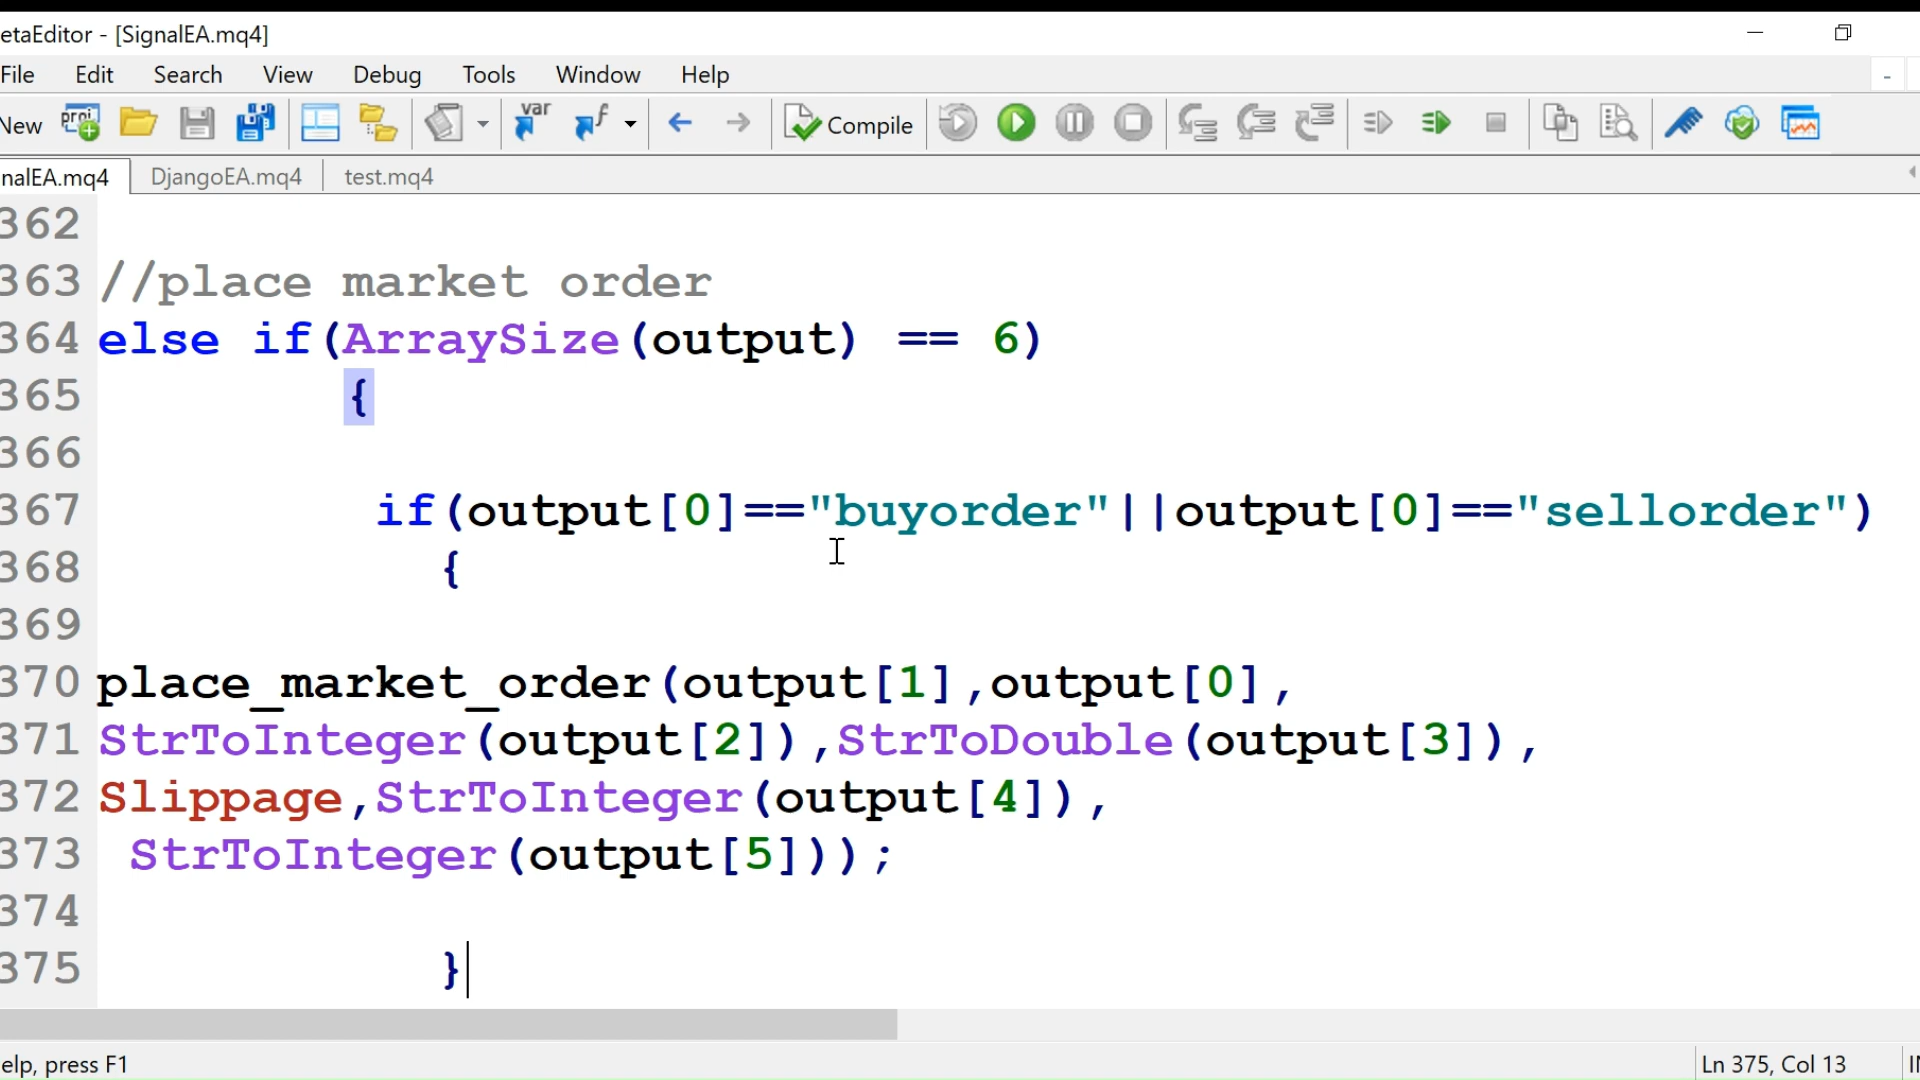 etaEditor - [SignalEA.mq4]
File Edit Search View Debug Tools Window Help
New proj var f Compile
nalEA.mq4 DjangoEA.mq4 test.mq4
362
363 //place market order
364 else if(ArraySize(output) == 6)
365 {
366
367 if(output[0]=="buyorder"||output[0]=="sellorder")
368 {
369
370 place_market_order(output[1],output[0],
371 StrToInteger(output[2]),StrToDouble(output[3]),
372 Slippage,StrToInteger(output[4]),
373 StrToInteger(output[5]));
374
375 }
elp, press F1 Ln 375, Col 13